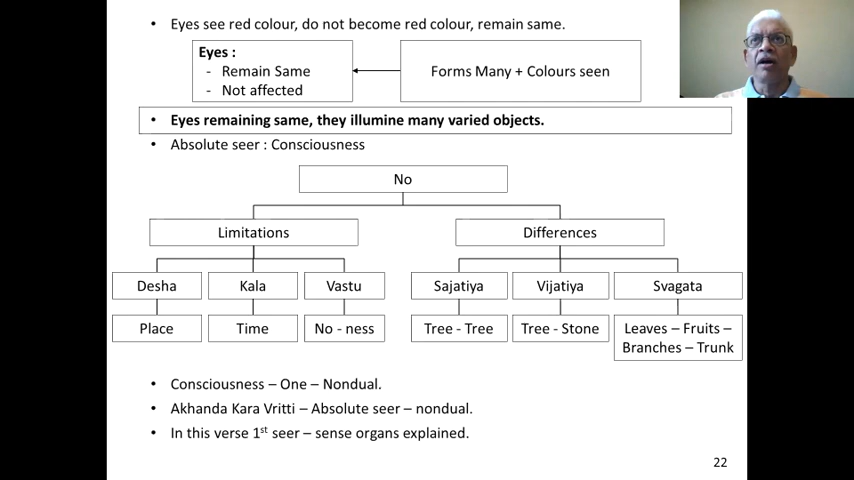 • Eyes see red colour, do not become red colour, remain same.
Eyes :
- Remain Same
- Not affected
Forms Many + Colours seen
• Eyes remaining same, they illumine many varied objects.
• Absolute seer : Consciousness
No
Limitations
Differences
Desha
Kala
Vastu
Sajatiya
Vijatiya
Svagata
Place
Time
No - ness
Tree - Tree
Tree - Stone
Leaves – Fruits –
Branches – Trunk
• Consciousness – One – Nondual.
• Akhanda Kara Vritti – Absolute seer – nondual.
• In this verse 1st seer – sense organs explained.
22